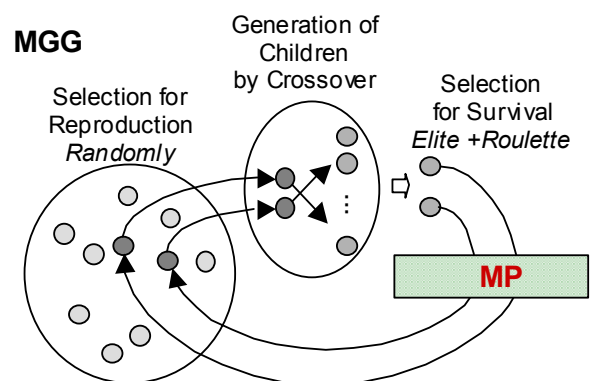 MGG
Generation of
Children
by Crossover
Selection for
Reproduction
Randomly
Selection
for Survival
Elite +Roulette
...
MP